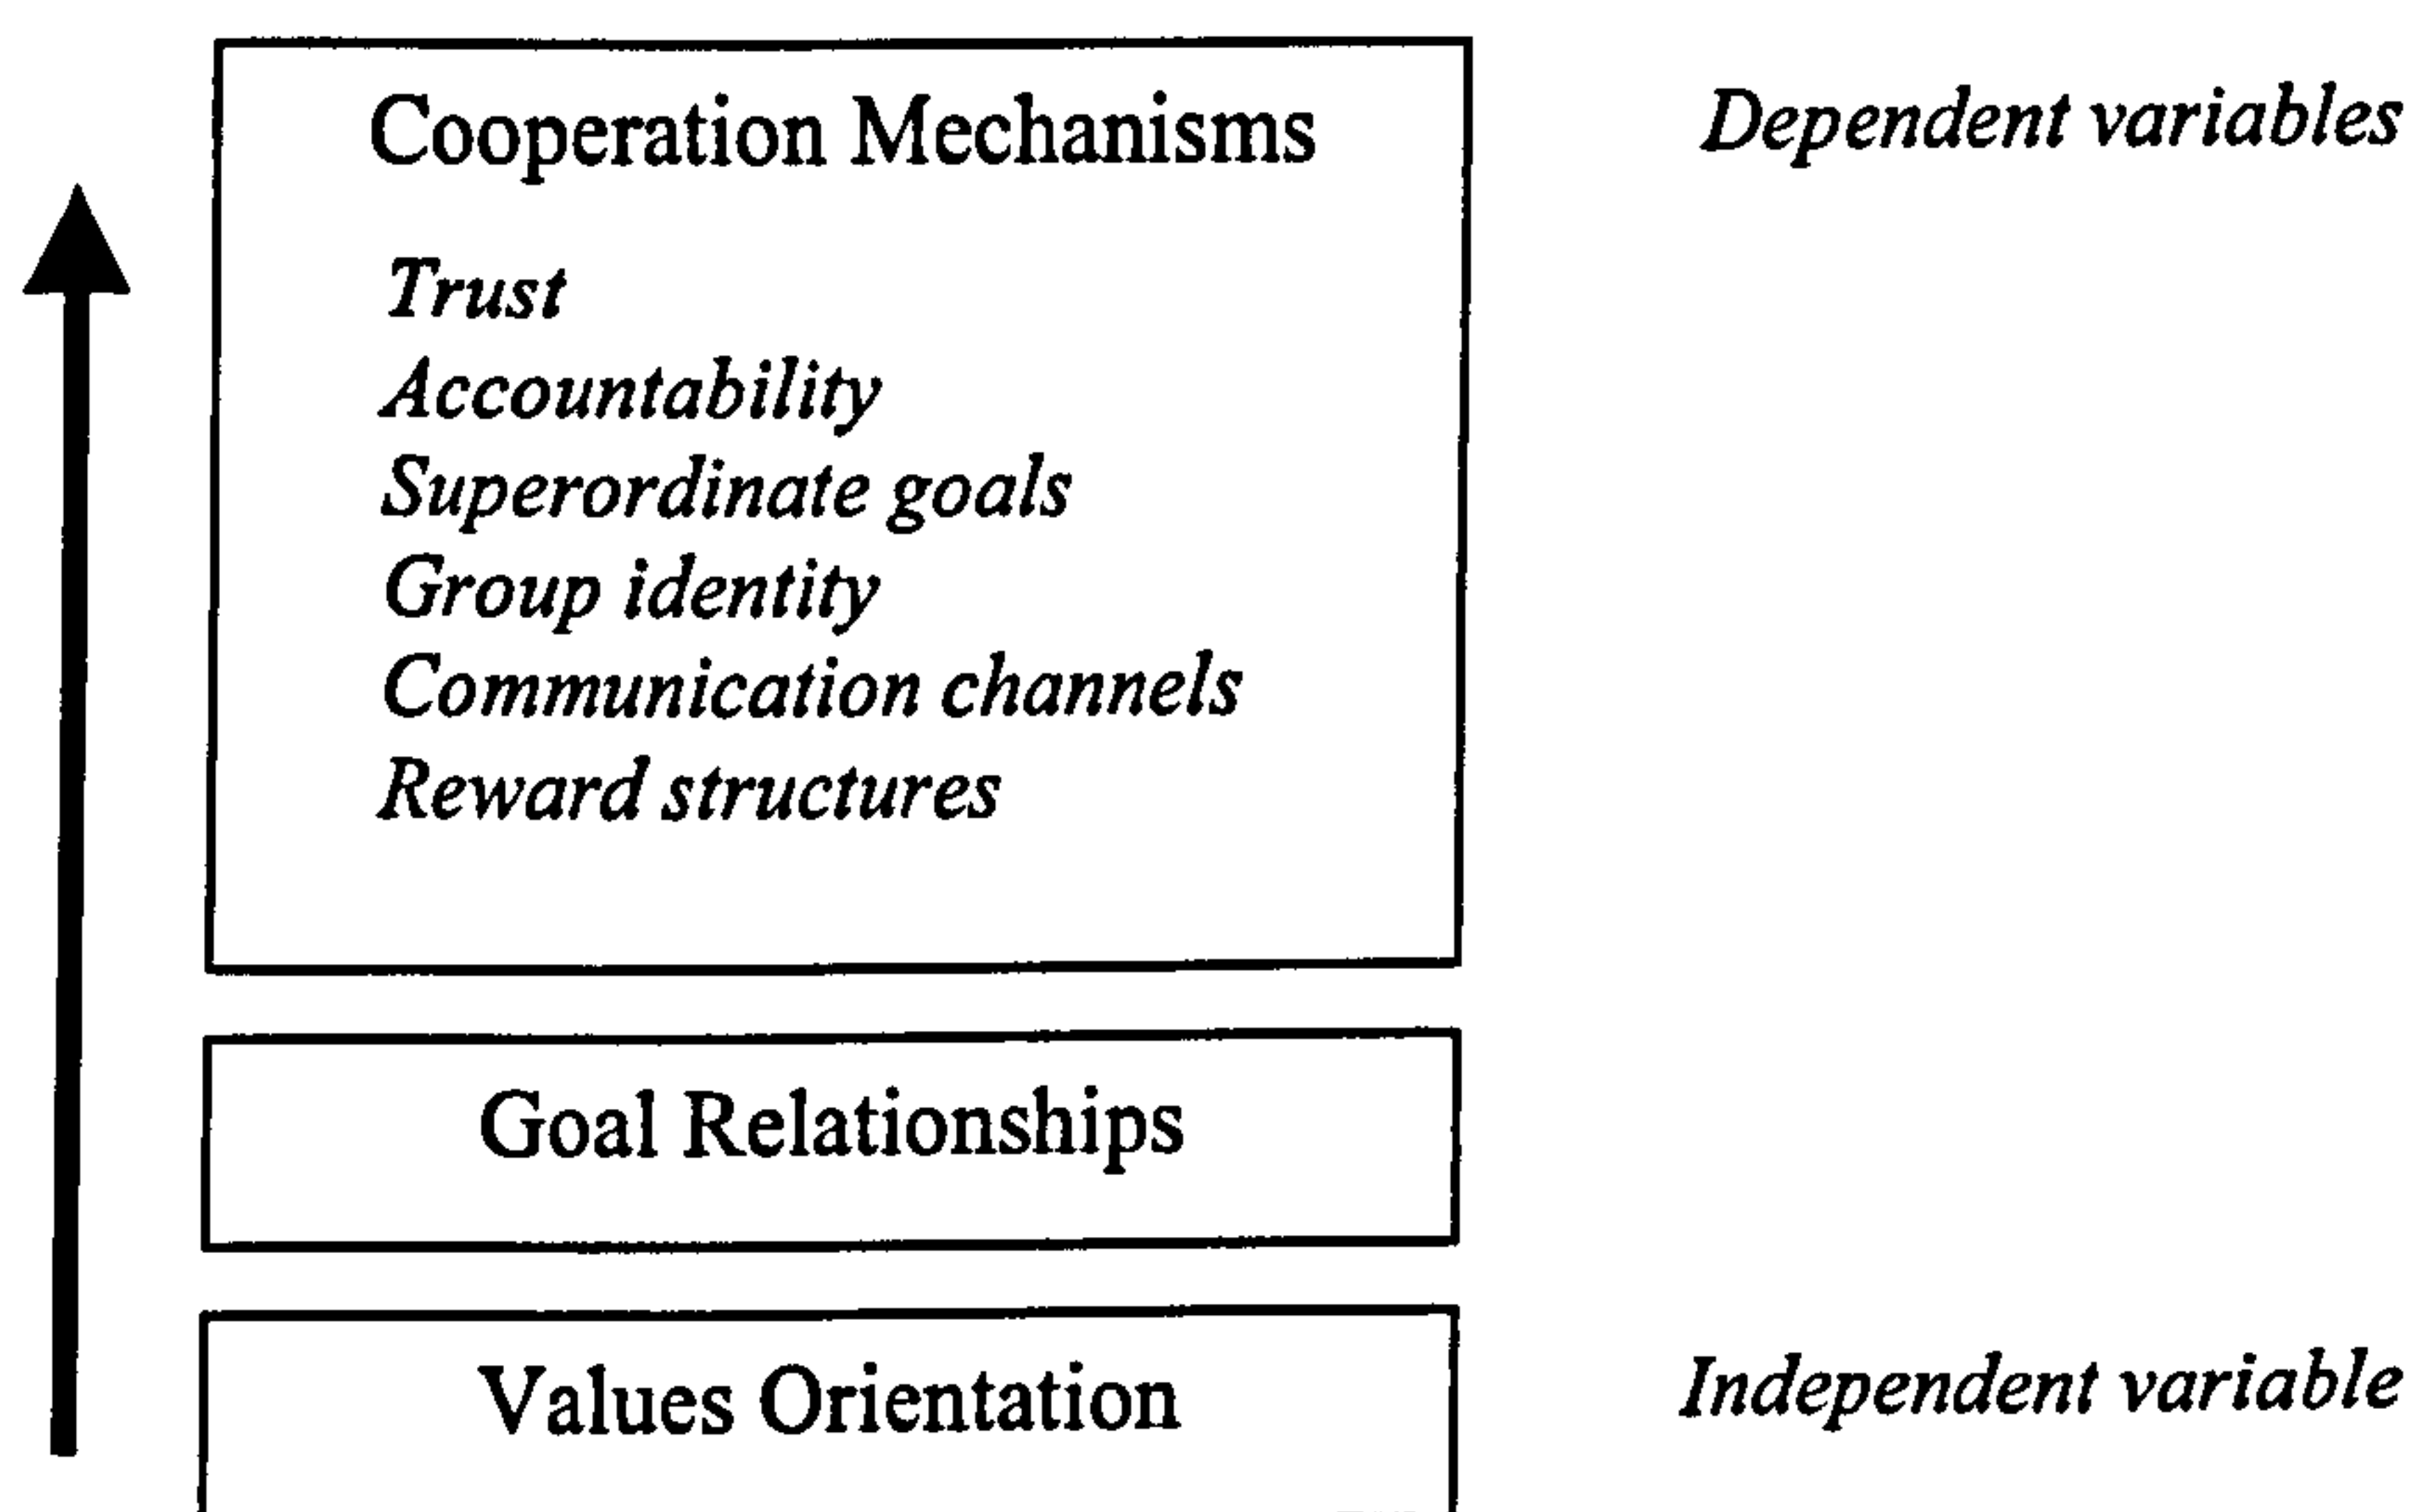 Cooperation Mechanisms
Dependent variables
Trust
Accountability
Superordinate goals
Group identity
Communication channels
Reward structures
Goal Relationships
Values Orientation
Independent variable